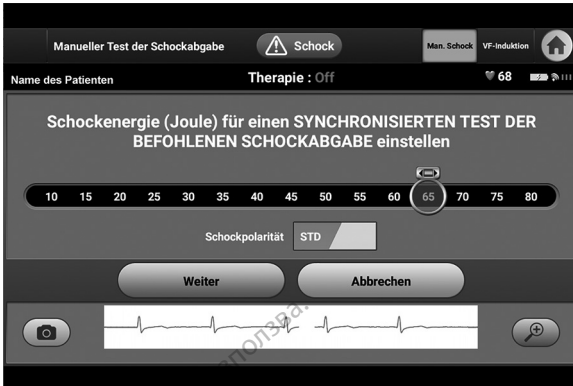 Manueller Test der Schockabgabe
Schock
Man. Schock
VF-Induktion
Name des Patienten
Therapie : Off
68
Schockenergie (Joule) für einen SYNCHRONISIERTEN TEST DER
BEFOHLENEN SCHOCKABGABE einstellen
10 15 20 25 30 35 40 45 50 55 60 65 70 75 80
Schockpolarität STD
Weiter
Abbrechen